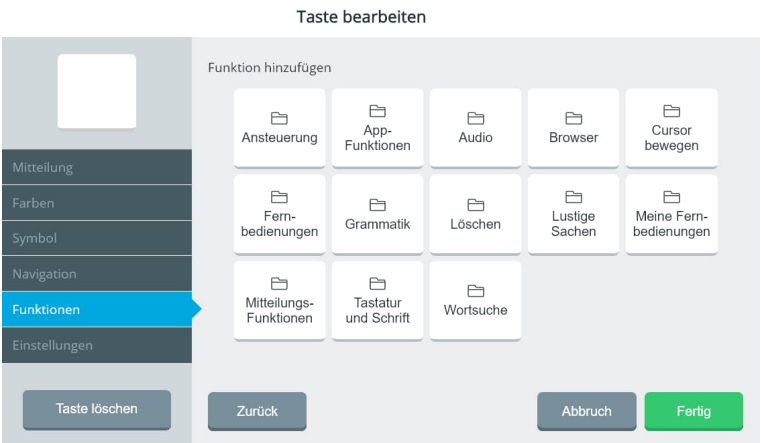 Taste bearbeiten
Funktion hinzufügen
Mitteilung
Farben
Symbol
Navigation
Funktionen
Einstellungen
Taste löschen
Ansteuerung
App-
Funktionen
Audio
Browser
Cursor
bewegen
Fern-
bedienungen
Grammatik
Löschen
Lustige
Sachen
Meine Fern-
bedienungen
Mitteilungs-
Funktionen
Tastatur
und Schrift
Wortsuche
Zurück
Abbruch
Fertig